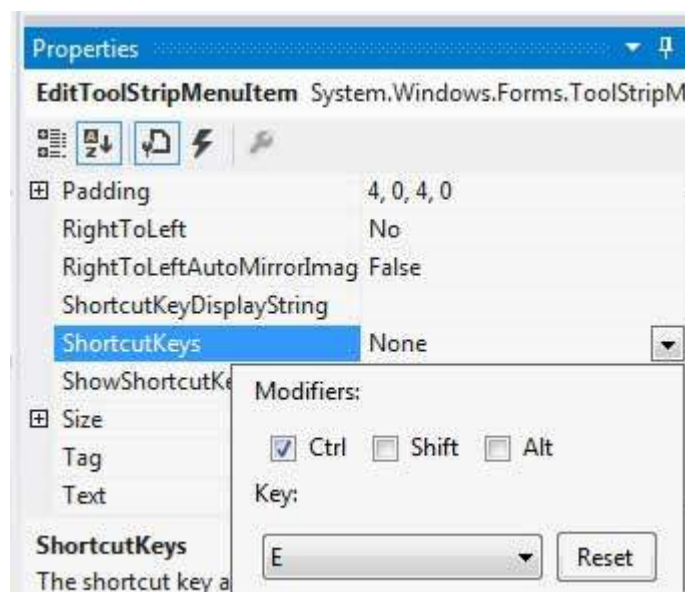 Properties
EditToolStripMenuItem System.Windows.Forms.ToolStripM
Padding 4, 0, 4, 0
RightToLeft No
RightToLeftAutoMirrorImag False
ShortcutKeyDisplayString
ShortcutKeys None
ShowShortcutKe
Modifiers:
Size
Ctrl Shift Alt
Tag
Text
Key:
ShortcutKeys
E Reset
The shortcut key a